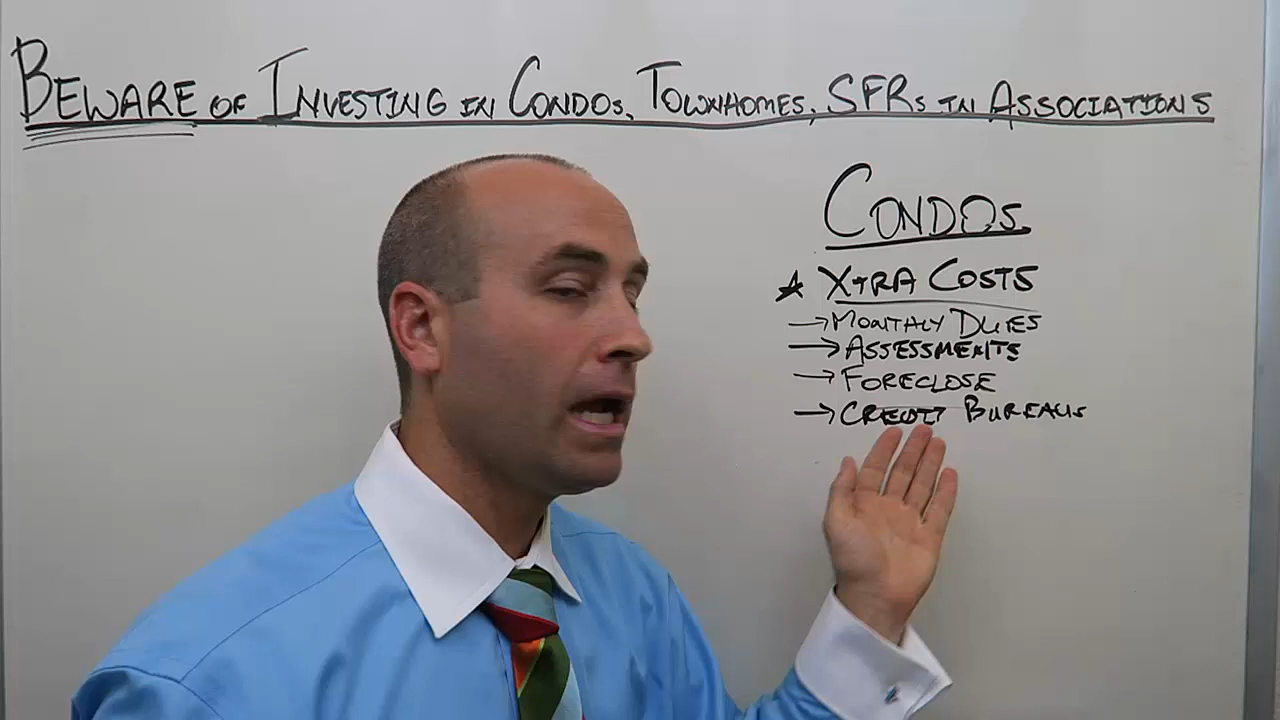 BEWARE OF INVESTING IN CONDOS, TOWNHOMES, SFRS IN ASSOCIATIONS
CONDOS
★ XTRA COSTS
→ MONTHLY DUES
→ ASSESSMENTS
→ FORECLOSE
→ CREDIT BUREAUS